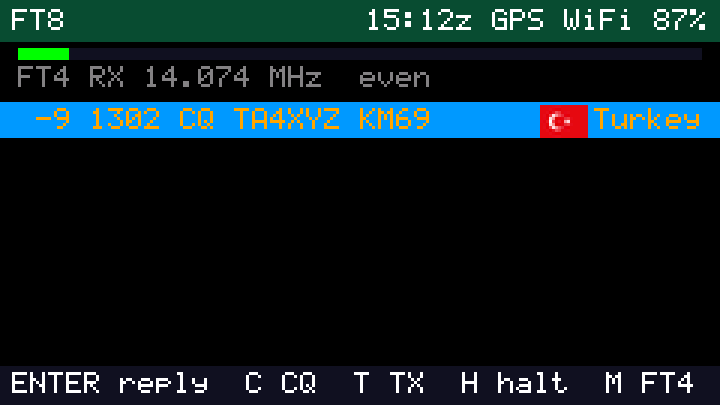 FT8 15:12z GPS WiFi 87%
FT4 RX 14.074 MHz even
-9 1302 CQ TA4XYZ KM69 Turkey
ENTER reply C CQ T TX H halt M FT4